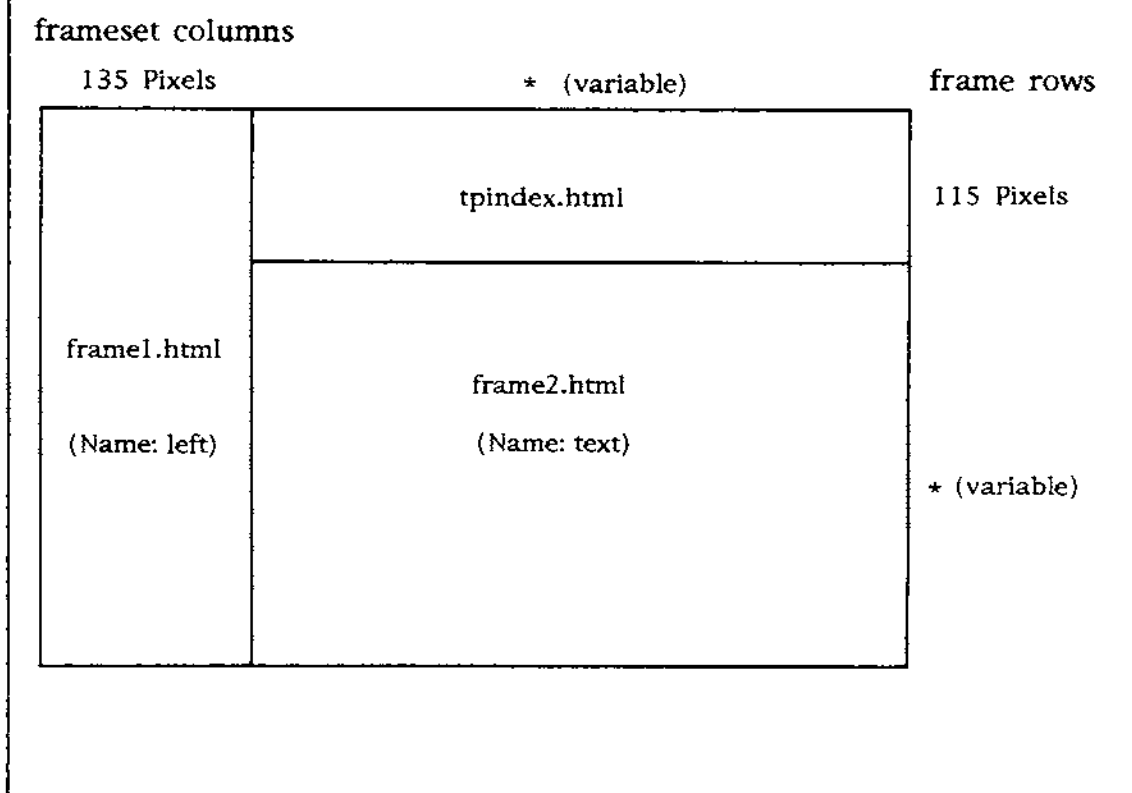 frameset columns
135 Pixels
* (variable)
frame rows
tpindex.html
115 Pixels
frame1.html
(Name: left)
frame2.html
(Name: text)
* (variable)